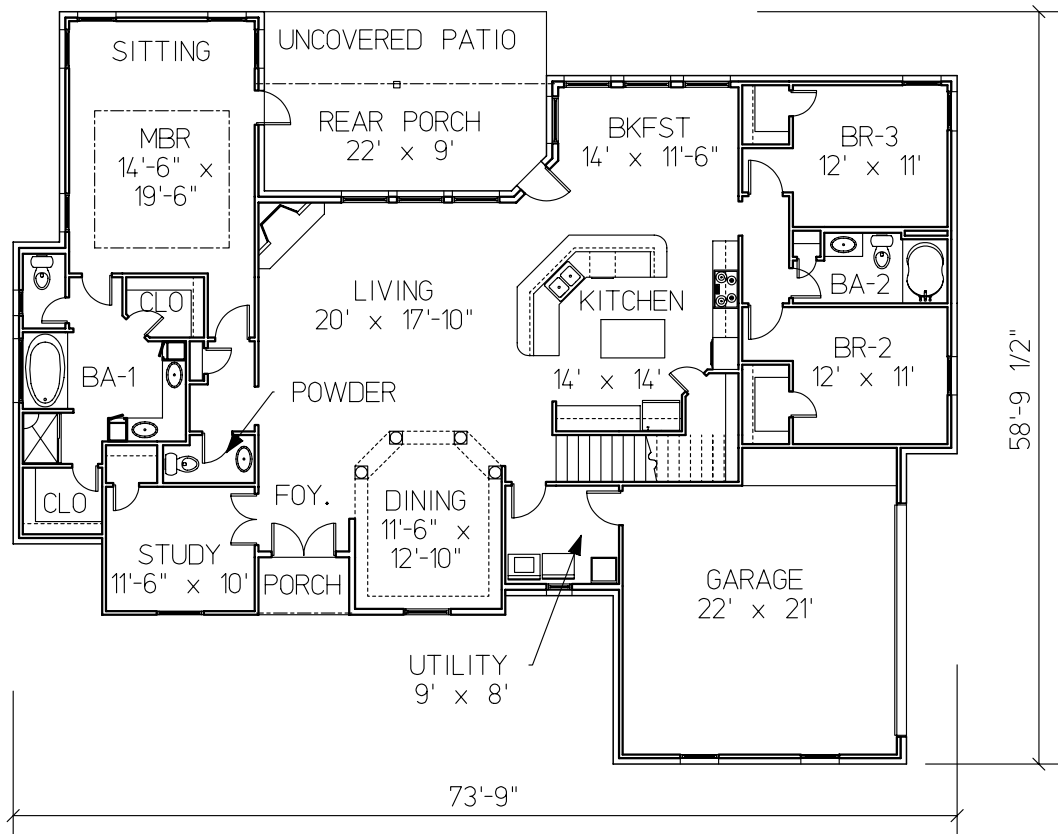 SITTING
UNCOVERED PATIO
MBR
14'-6" x
19'-6"
REAR PORCH
22' x 9'
BKFST
14' x 11'-6"
BR-3
12' x 11'
CLO
LIVING
20' x 17'-10"
KITCHEN
14' x 14'
BA-2
BR-2
12' x 11'
BA-1
POWDER
CLO
FOY.
DINING
11'-6" x
12'-10"
STUDY
11'-6" x 10'
PORCH
GARAGE
22' x 21'
UTILITY
9' x 8'
58'-9 1/2"
73'-9"